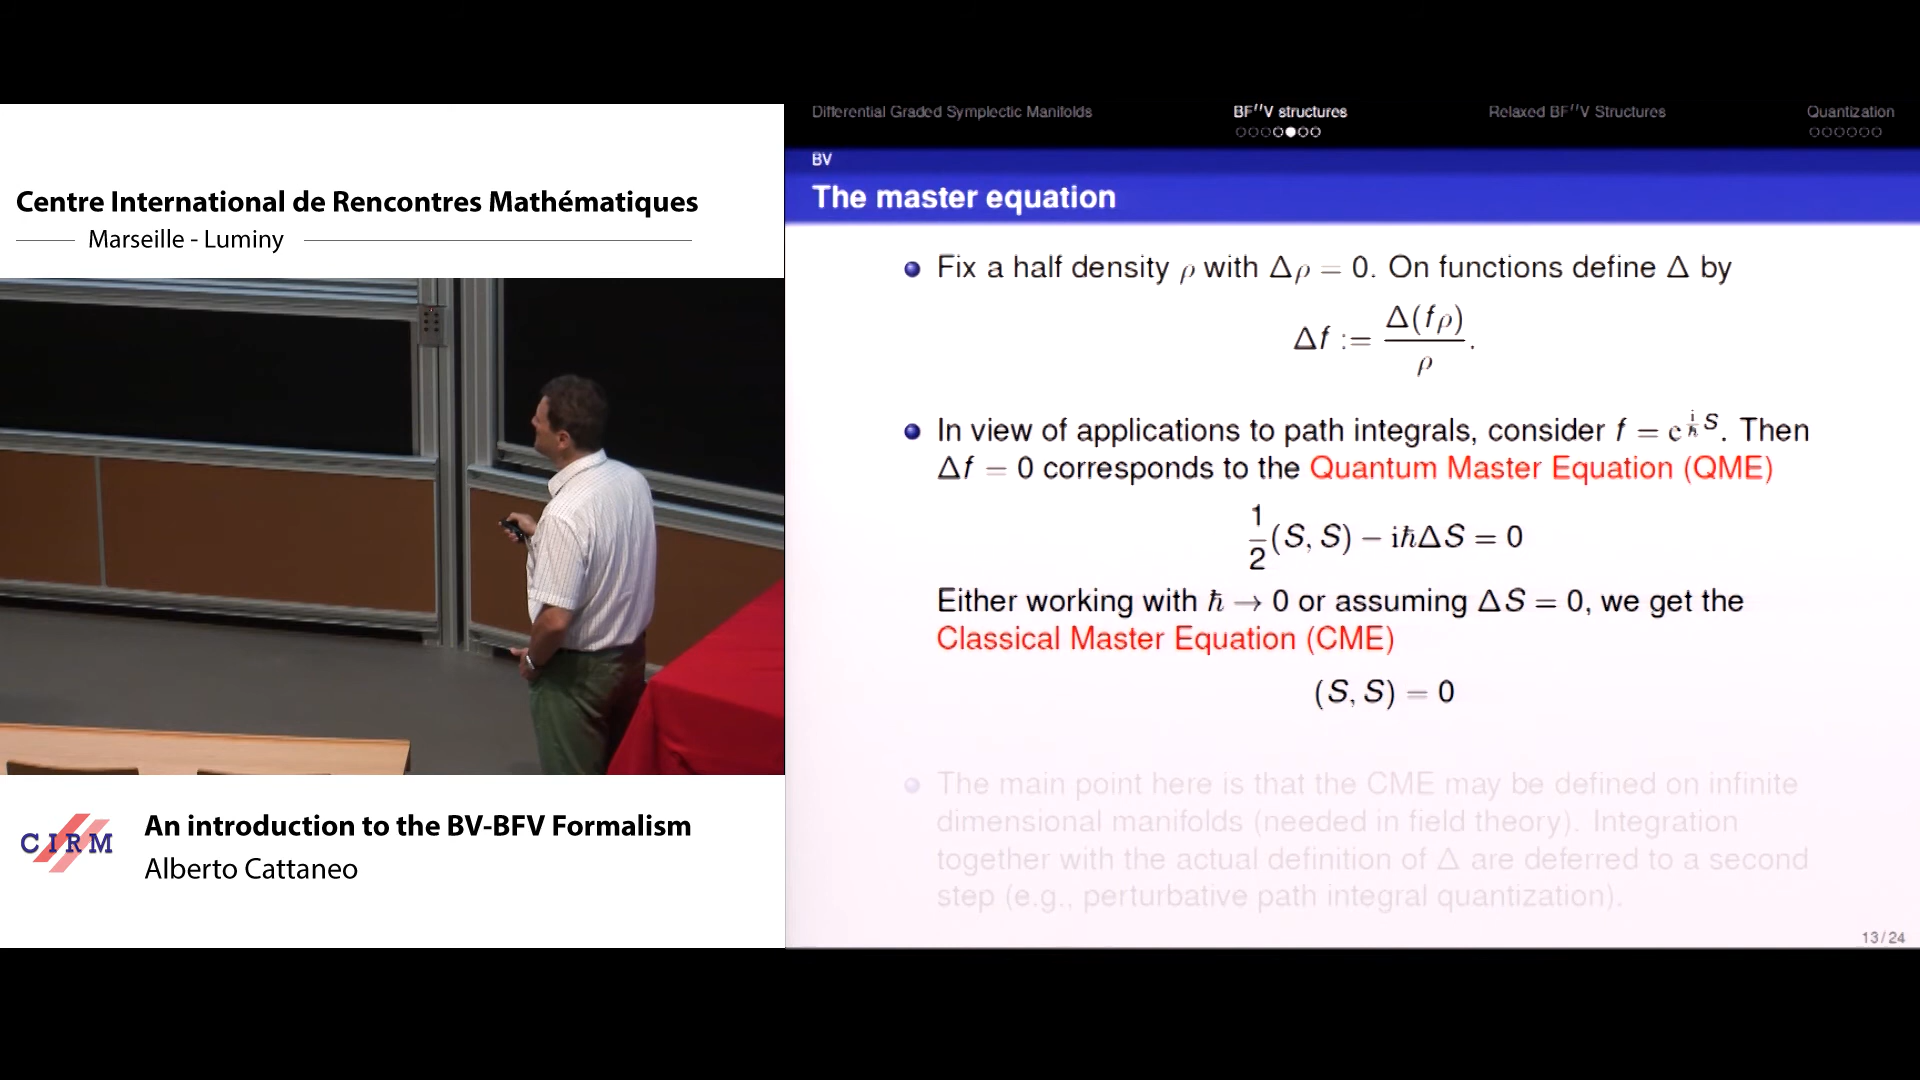 Centre International de Rencontres Mathématiques
Marseille - Luminy
CIRM
An introduction to the BV-BFV Formalism
Alberto Cattaneo
Differential Graded Symplectic Manifolds BF′′V structures Relaxed BF′′V Structures Quantization
BV
The master equation
Fix a half density ρ with Δρ = 0. On functions define Δ by
Δf := Δ(fρ) / ρ .
In view of applications to path integrals, consider f = e^{i/ħ S}. Then
Δf = 0 corresponds to the Quantum Master Equation (QME)
1/2 (S, S) − iħΔS = 0
Either working with ħ → 0 or assuming ΔS = 0, we get the
Classical Master Equation (CME)
(S, S) = 0
The main point here is that the CME may be defined on infinite
dimensional manifolds (needed in field theory). Integration
together with the actual definition of Δ are deferred to a second
step (e.g., perturbative path integral quantization).
13/24